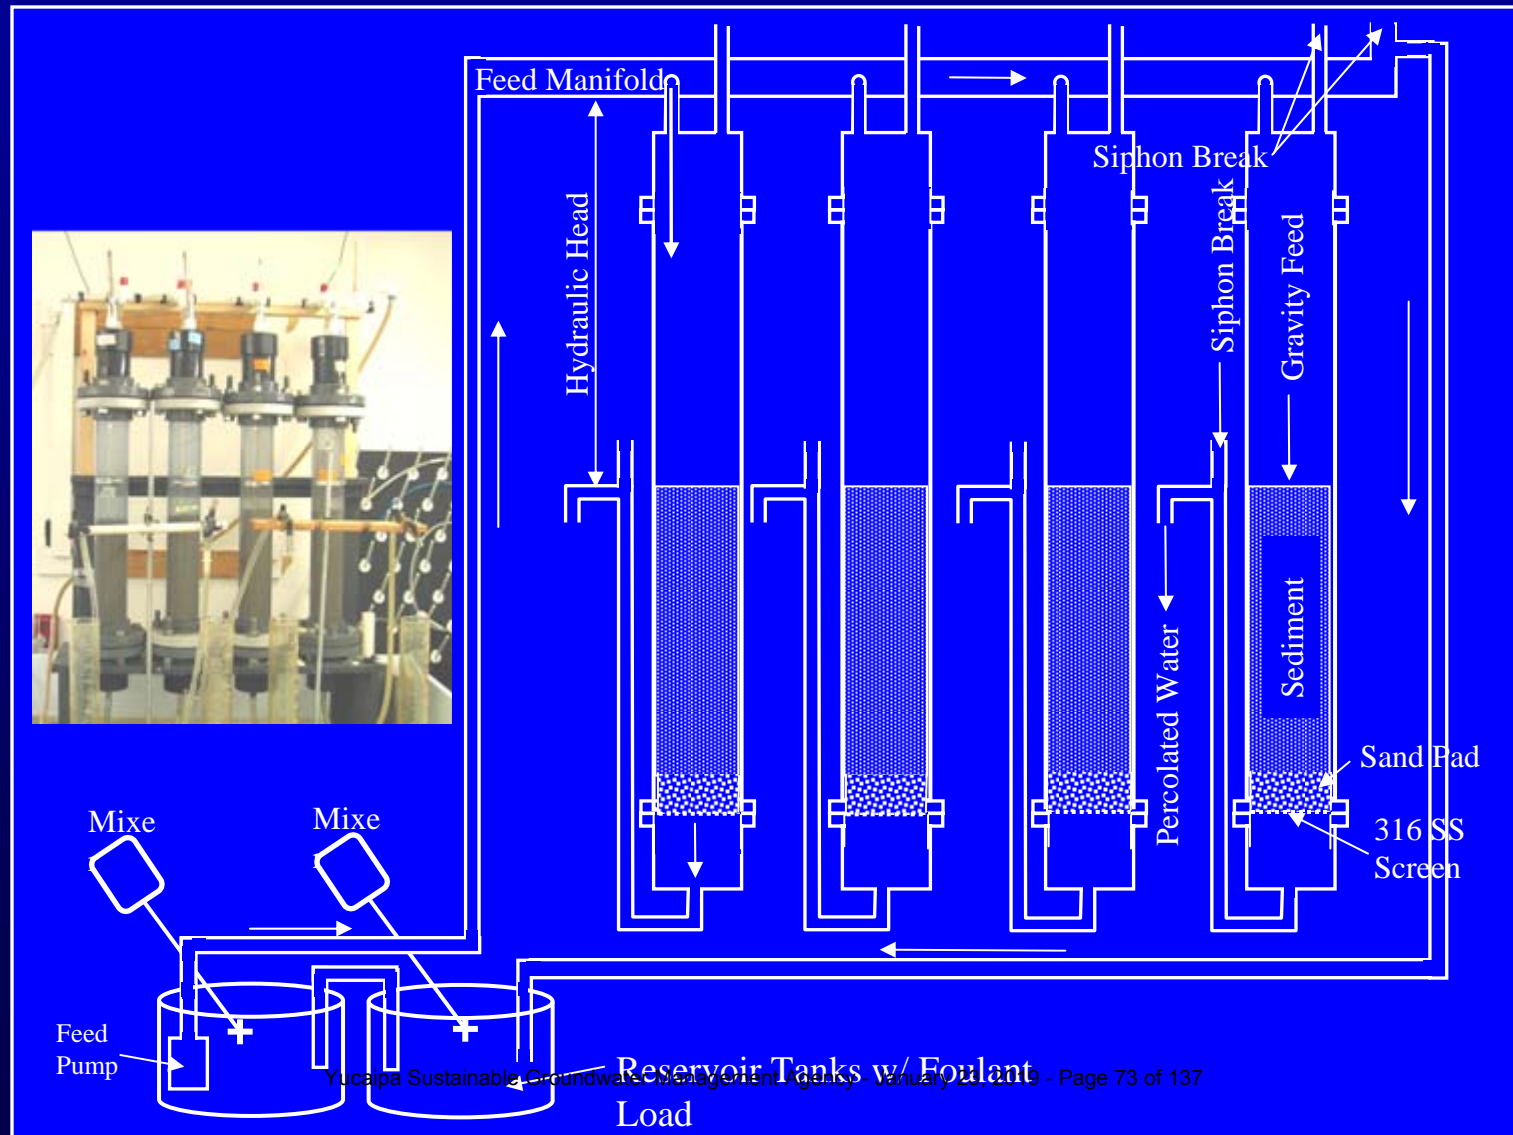 Feed Manifold
Siphon Break
Hydraulic Head
Siphon Break
Gravity Feed
Sediment
Percolated Water
Sand Pad
316 SS
Screen
Mixe
Mixe
Feed
Pump
Reservoir Tanks w/ Foulant
Load
Yucaipa Sustainable Groundwater Management Agency - January 23, 2019 - Page 73 of 137